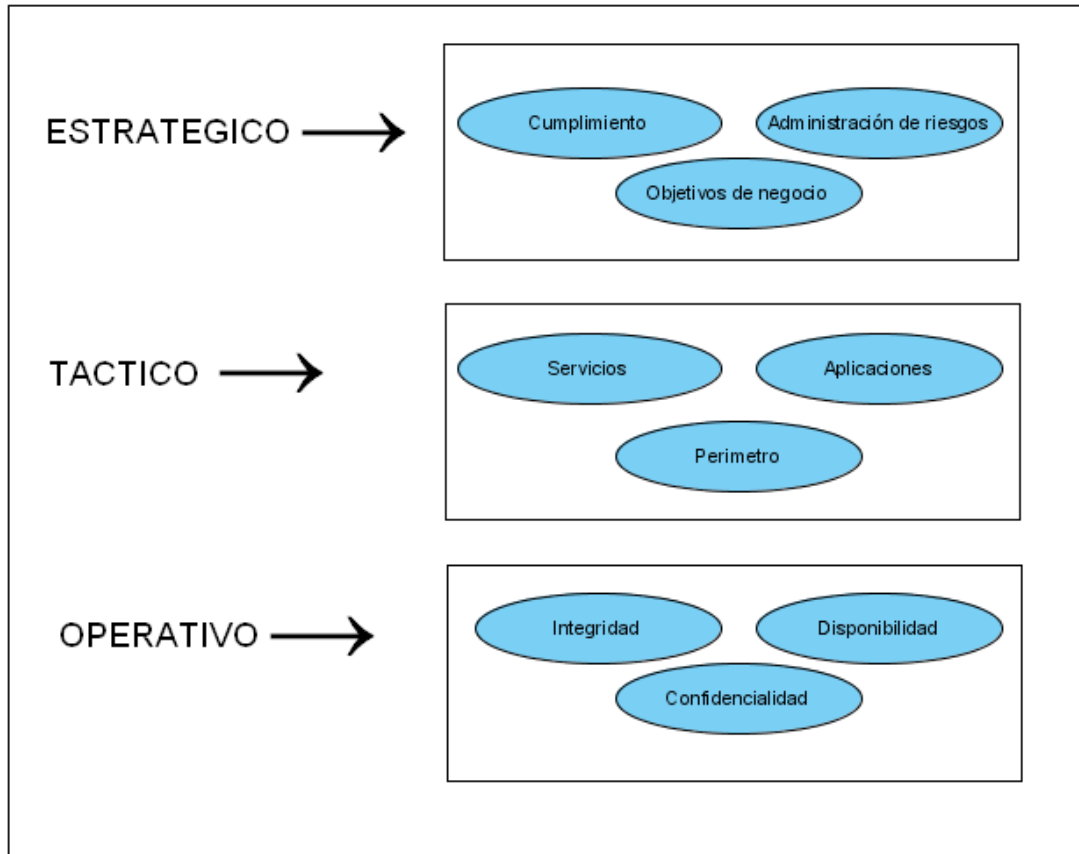 ESTRATEGICO
Cumplimiento
Administración de riesgos
Objetivos de negocio
TACTICO
Servicios
Aplicaciones
Perimetro
OPERATIVO
Integridad
Disponibilidad
Confidencialidad